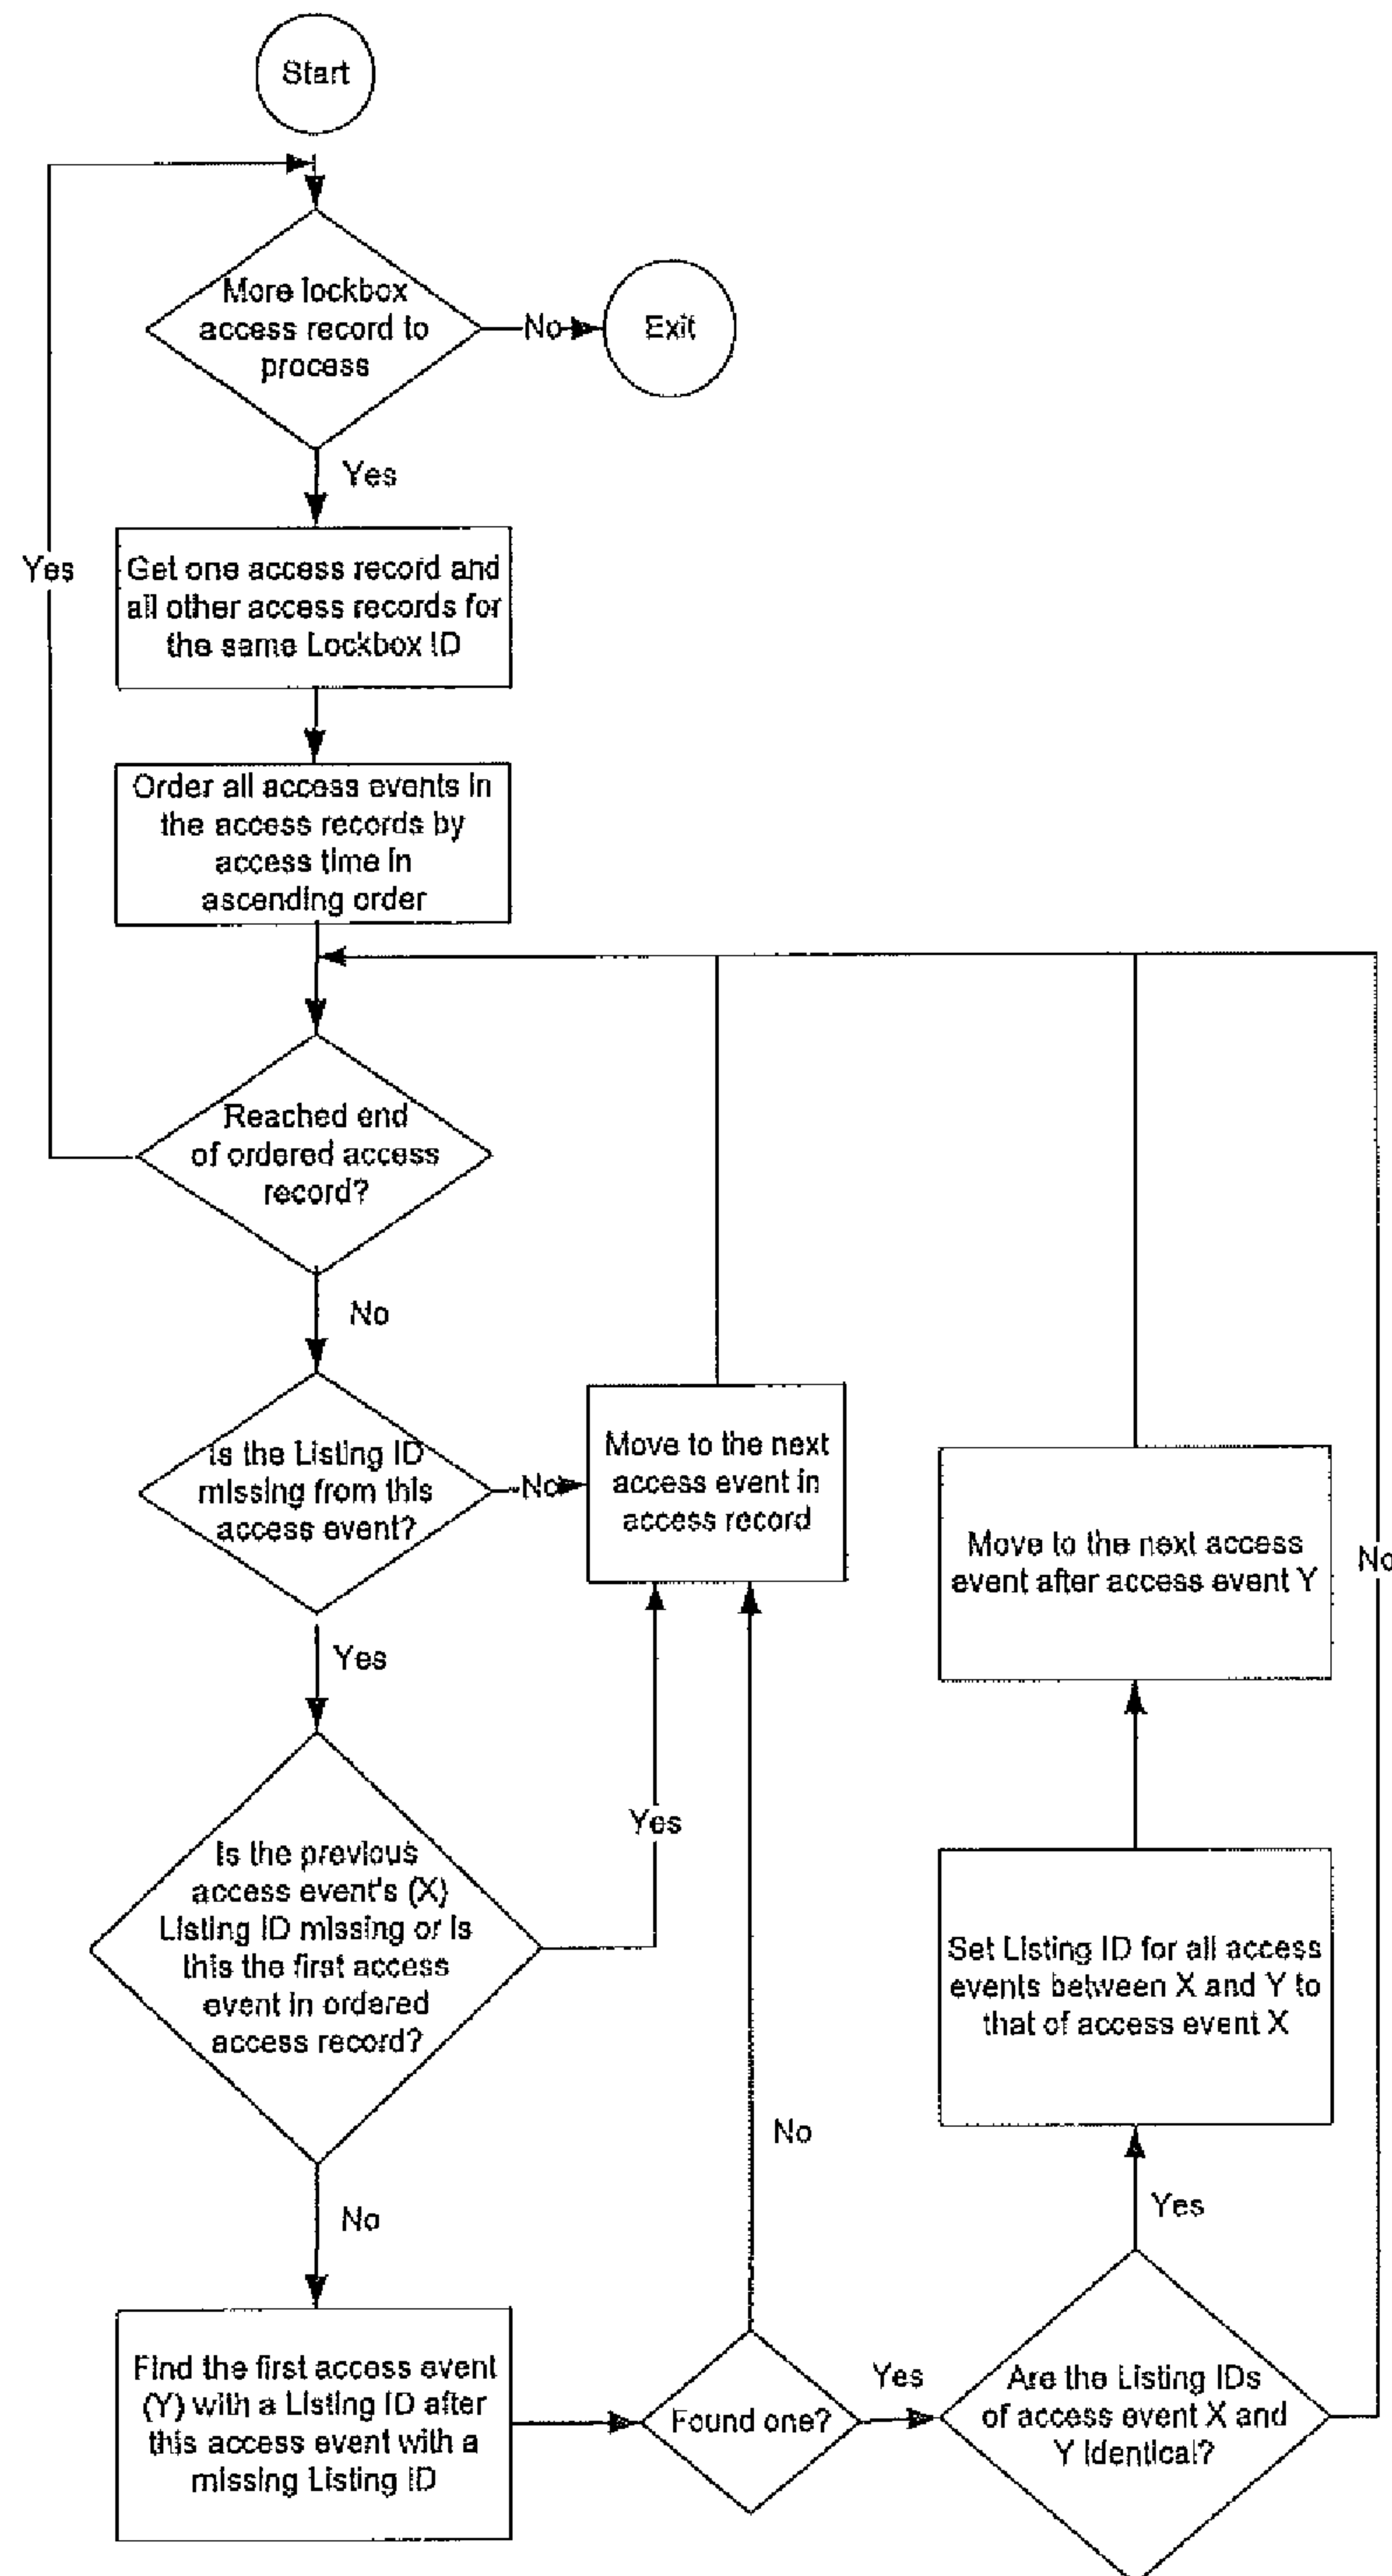 Start
More lockbox
access record to
process
No
Exit
Yes
Yes
Get one access record and
all other access records for
the same Lockbox ID
Order all access events in
the access records by
access time in
ascending order
Reached end
of ordered access
record?
No
Is the Listing ID
missing from this
access event?
No
Move to the next
access event in
access record
Move to the next access
event after access event Y
No
Yes
Is the previous
access event's (X)
Listing ID missing or is
this the first access
event in ordered
access record?
Yes
Set Listing ID for all access
events between X and Y to
that of access event X
No
No
Yes
Find the first access event
(Y) with a Listing ID after
this access event with a
missing Listing ID
Found one?
Yes
Are the Listing IDs
of access event X and
Y identical?